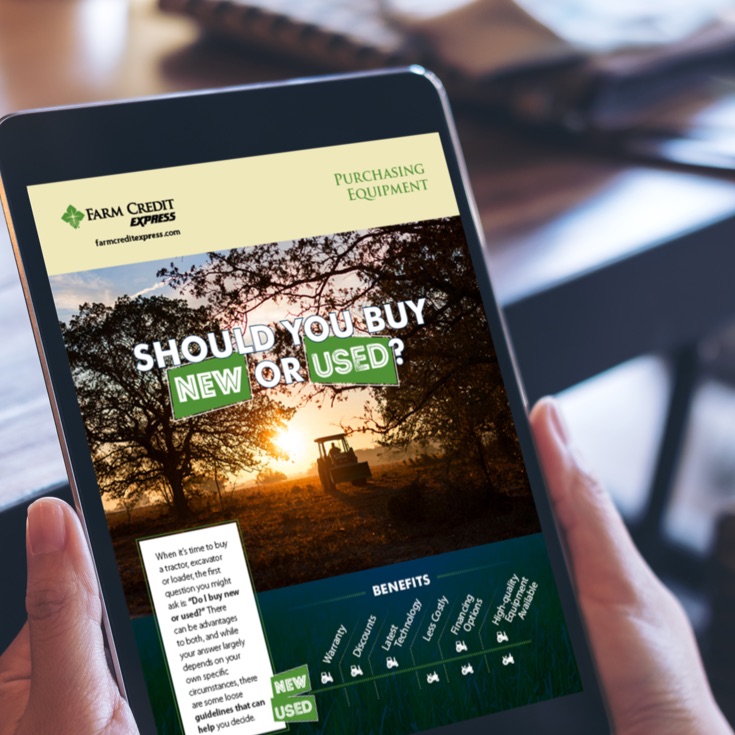 FARM CREDIT
EXPRESS
farmcreditexpress.com
PURCHASING
EQUIPMENT
SHOULD YOU BUY
NEW OR USED?
When it's time to buy
a tractor, excavator
or loader, the first
question you might
ask is "Do I buy new
or used?" There
can be advantages
to both, and while
your answer largely
depends on your
own specific
circumstances, there
are some loose
guidelines that can
help you decide.
BENEFITS
Warranty
Discounts
Latest
Technology
Less Costly
Financing
Options
High-quality
Equipment
Available
NEW
USED